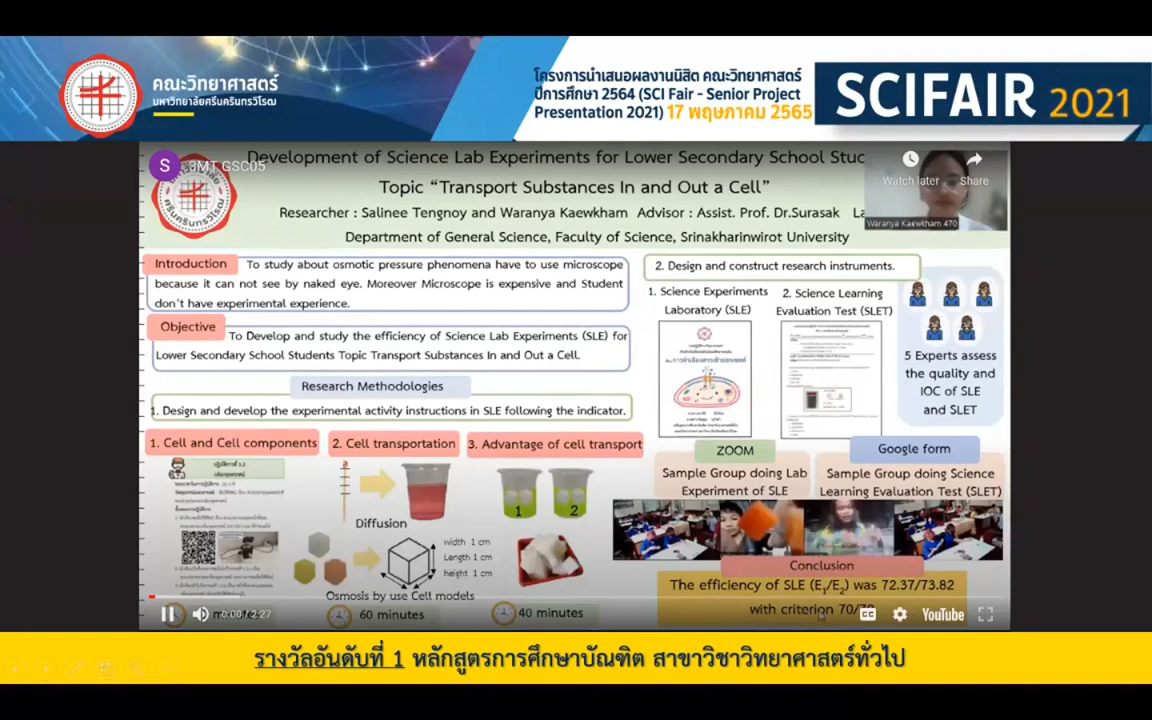 คณะวิทยาศาสตร์
มหาวิทยาลัยศรีนครินทรวิโรฒ
โครงการนำเสนอผลงานนิสิต คณะวิทยาศาสตร์
ปีการศึกษา 2564 (SCI Fair - Senior Project
Presentation 2021) 17 พฤษภาคม 2565
SCIFAIR 2021
S
3MT GSC05
Development of Science Lab Experiments for Lower Secondary School
Topic “Transport Substances In and Out a Cell”
Researcher : Salinee Tengnoy and Waranya Kaewkham Advisor : Assist. Prof. Dr.Surasak
Department of General Science, Faculty of Science, Srinakharinwirot University
Watch later
Share
Waranya Kaewkham 470
Introduction
To study about osmotic pressure phenomena have to use microscope
because it can not see by naked eye. Moreover Microscope is expensive and Student
don't have experimental experience.
Objective
To Develop and study the efficiency of Science Lab Experiments (SLE) for
Lower Secondary School Students Topic Transport Substances In and Out a Cell.
Research Methodologies
1. Design and develop the experimental activity instructions in SLE following the indicator.
1. Cell and Cell components
2. Cell transportation
3. Advantage of cell transport
Diffusion
width 1 cm
Length 1 cm
height 1 cm
Osmosis by use Cell models
1
2
60 minutes
40 minutes
0:00 / 2:27
2. Design and construct research instruments.
1. Science Experiments
Laboratory (SLE)
2. Science Learning
Evaluation Test (SLET)
5 Experts assess
the quality and
IOC of SLE
and SLET
ZOOM
Sample Group doing Lab
Experiment of SLE
Google form
Sample Group doing Science
Learning Evaluation Test (SLET)
Conclusion
The efficiency of SLE (E1/E2) was 72.37/73.82
with criterion 70/70
CC
YouTube
รางวัลอันดับที่ 1 หลักสูตรการศึกษาบัณฑิต สาขาวิชาวิทยาศาสตร์ทั่วไป